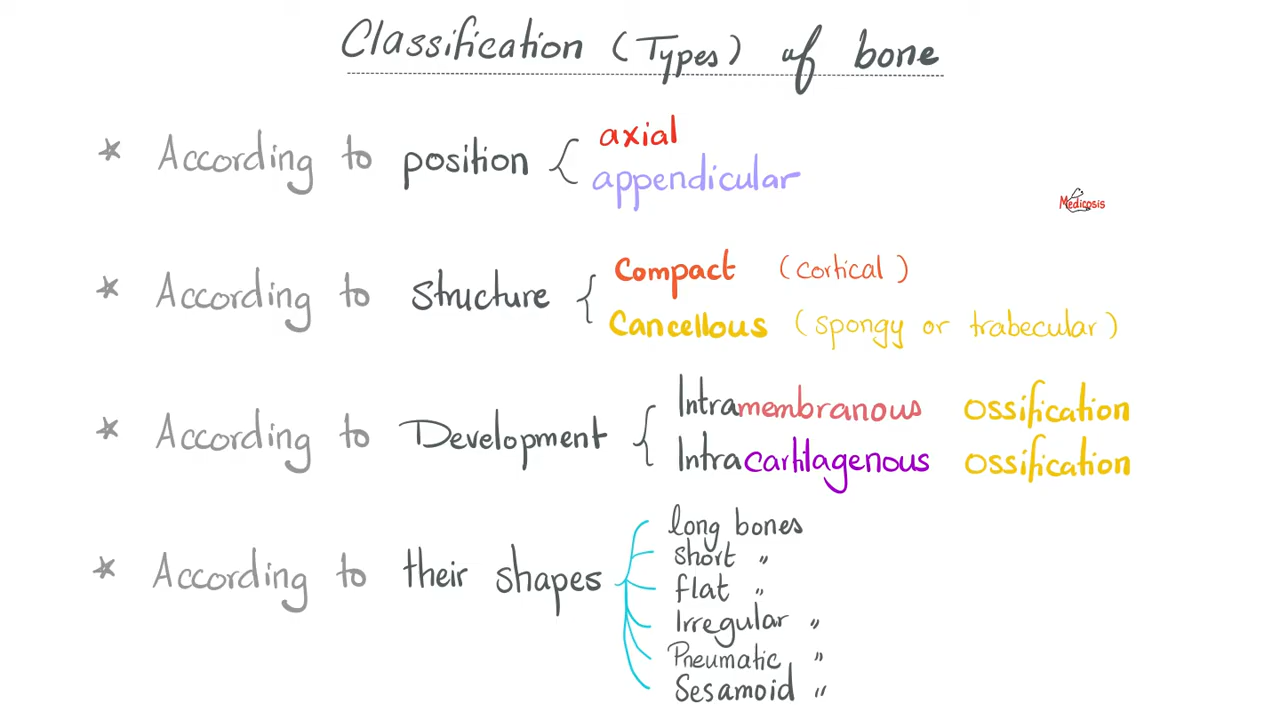 Classification (Types) of bone
* According to position { axial
appendicular
Medicosis
* According to structure { Compact (cortical)
Cancellous (spongy or trabecular)
* According to Development { Intramembranous ossification
Intracartilagenous ossification
* According to their shapes
long bones
short "
flat "
Irregular "
Pneumatic "
Sesamoid "